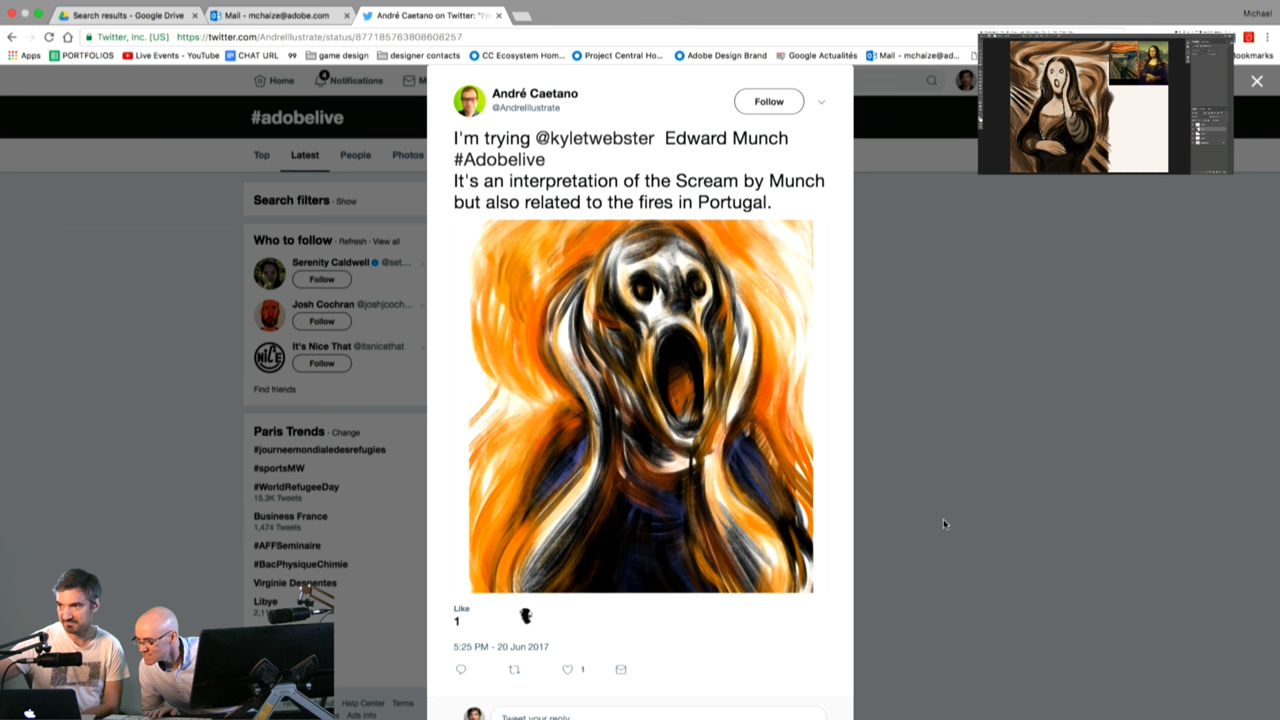 Search results - Google Drive
Mail - mchaize@adobe.com
André Caetano on Twitter: "I'm
Michael
Twitter, Inc. [US] https://twitter.com/AndreIllustrate/status/877185763808608257
Apps
PORTFOLIOS
Live Events - YouTube
CHAT URL
game design
designer contacts
CC Ecosystem Hom...
Project Central Ho...
Adobe Design Brand
Google Actualités
Mail - mchaize@ad...
Bookmarks
Home
Notifications
M
#adobelive
Top
Latest
People
Photos
Search filters · Show
Who to follow · Refresh · View all
Serenity Caldwell @set...
Follow
Josh Cochran @joshjcoch...
Follow
It's Nice That @itsnicethat
Follow
NICE
Find friends
Paris Trends · Change
#journeemondialedesrefugies
#sportsMW
#WorldRefugeeDay
15.3K Tweets
Business France
1,474 Tweets
#AFFSeminaire
#BacPhysiqueChimie
Virginie Despentes
Libye
Help Center Terms
Ads info
André Caetano
@AndreIllustrate
Follow
I'm trying @kyletwebster Edward Munch
#Adobelive
It's an interpretation of the Scream by Munch
but also related to the fires in Portugal.
Like
1
5:25 PM - 20 Jun 2017
1
Tweet your reply